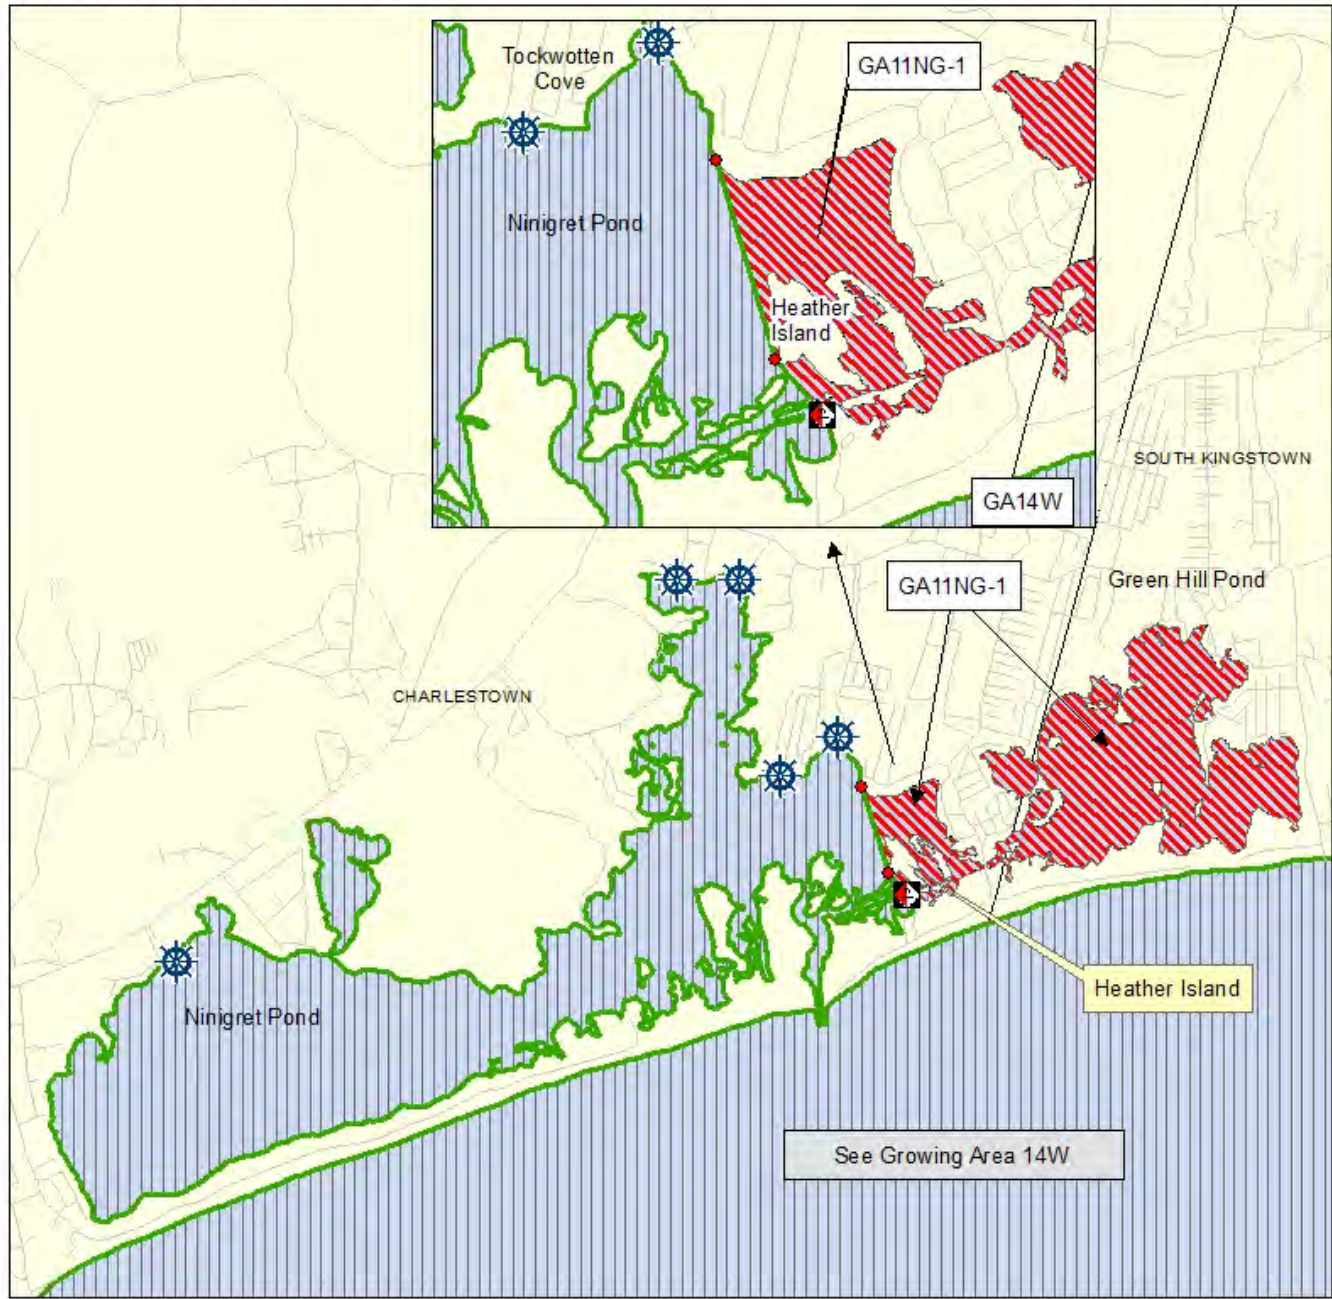 Tockwotten
Cove
GA11NG-1
Ninigret Pond
Heather
Island
SOUTH KINGSTOWN
GA14W
Green Hill Pond
GA11NG-1
CHARLESTOWN
Heather Island
Ninigret Pond
See Growing Area 14W